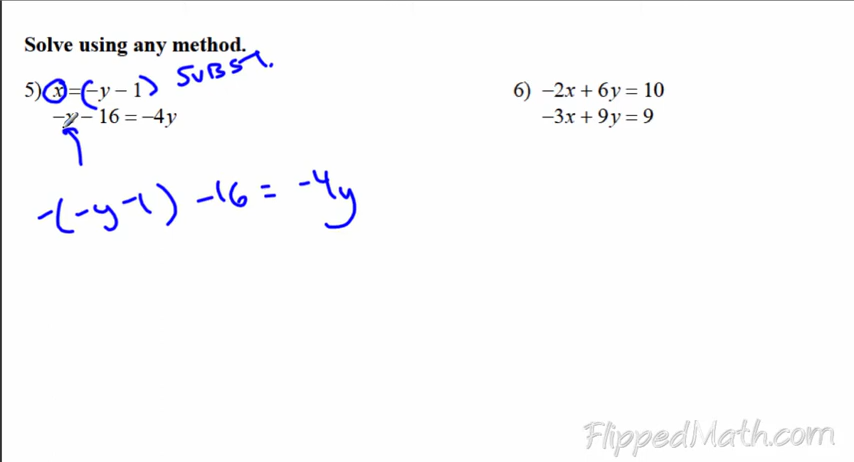 Solve using any method.
5) x = (-y - 1) SUBST.
-x - 16 = -4y
-(-y-1) -16 = -4y
6) -2x + 6y = 10
-3x + 9y = 9
FlippedMath.com